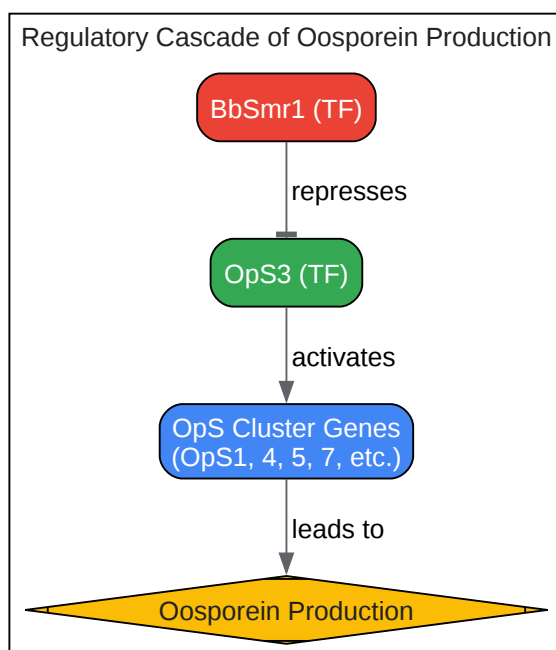 Regulatory Cascade of Oosporein Production
BbSmr1 (TF)
represses
OpS3 (TF)
activates
OpS Cluster Genes
(OpS1, 4, 5, 7, etc.)
leads to
Oosporein Production